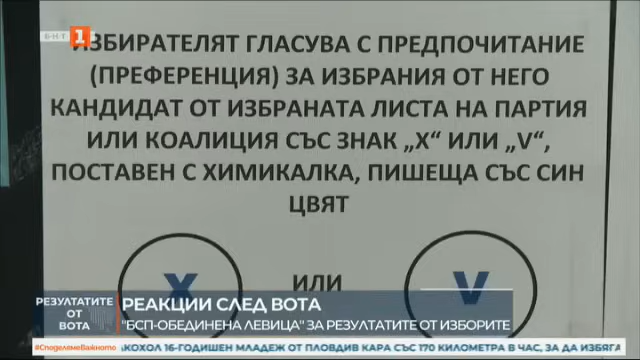 БНТ 1
ИЗБИРАТЕЛЯТ ГЛАСУВА С ПРЕДПОЧИТАНИЕ
(ПРЕФЕРЕНЦИЯ) ЗА ИЗБРАНИЯ ОТ НЕГО
КАНДИДАТ ОТ ИЗБРАНАТА ЛИСТА НА ПАРТИЯ
ИЛИ КОАЛИЦИЯ СЪС ЗНАК „X“ ИЛИ „V“,
ПОСТАВЕН С ХИМИКАЛКА, ПИШЕЩА СЪС СИН
ЦВЯТ
X ИЛИ V
РЕЗУЛТАТИТЕ
ОТ
ВОТА
РЕАКЦИИ СЛЕД ВОТА
"БСП-ОБЕДИНЕНА ЛЕВИЦА" ЗА РЕЗУЛТАТИТЕ ОТ ИЗБОРИТЕ
#СподелемеВажното АКОХОЛ 16-ГОДИШЕН МЛАДЕЖ ОТ ПЛОВДИВ КАРА СЪС 170 КИЛОМЕТРА В ЧАС, ЗА ДА ИЗБЯГА